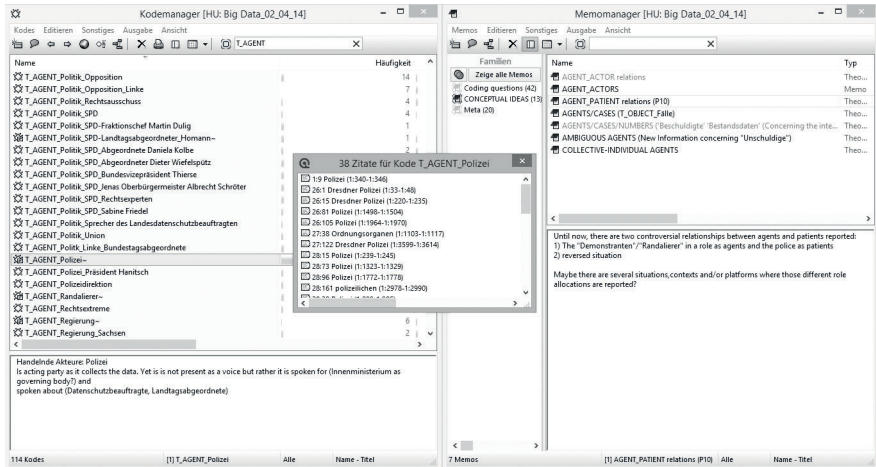 Kodemanager [HU: Big Data_02_04_14]
Kodes Editieren Sonstiges Ausgabe Ansicht
T_AGENT
Name Häufigkeit
T_AGENT_Politik_Opposition 14
T_AGENT_Politik_Opposition_Linke 7
T_AGENT_Politik_Rechtsausschuss 4
T_AGENT_Politik_SPD 4
T_AGENT_Politik_SPD-Fraktionschef Martin Dulig 1
T_AGENT_Politik_SPD-Landtagsabgeordneter_Homann~ 1
T_AGENT_Politik_SPD_Abgeordnete Daniela Kolbe 2
T_AGENT_Politik_SPD_Abgeordneter Dieter Wiefelspütz
T_AGENT_Politik_SPD_Bundesvizepräsident Thierse
T_AGENT_Politik_SPD_Jenas Oberbürgermeister Albrecht Schröter
T_AGENT_Politik_SPD_Rechtsexperten
T_AGENT_Politik_SPD_Sabine Friedel
T_AGENT_Politik_Sprecher des Landesdatenschutzbeauftragten
T_AGENT_Politik_Union
T_AGENT_Politk_Linke_Bundestagsabgeordnete
T_AGENT_Polizei~
T_AGENT_Polizei_Präsident Hanitsch
T_AGENT_Polizeidirektion
T_AGENT_Randalierer~
T_AGENT_Rechtsextreme
T_AGENT_Regierung~ 6
T_AGENT_Regierung_Sachsen 2
Handelnde Akteure: Polizei
Is acting party as it collects the data. Yet is is not present as a voice but rather it is spoken for (Innenministerium as
governing body?) and
spoken about (Datenschutzbeauftragte, Landtagsabgeordnete)
114 Kodes [1] T_AGENT_Polizei Alle Name - Titel
38 Zitate für Kode T_AGENT_Polizei
1:9 Polizei (1:340-1:346)
26:1 Dresdner Polizei (1:33-1:48)
26:15 Dresdner Polizei (1:220-1:235)
26:81 Polizei (1:1498-1:1504)
26:105 Polizei (1:1964-1:1970)
27:38 Ordnungsorganen (1:1103-1:1117)
27:122 Dresdner Polizei (1:3599-1:3614)
28:15 Polizei (1:239-1:245)
28:73 Polizei (1:1323-1:1329)
28:96 Polizei (1:1772-1:1778)
28:161 polizeilichen (1:2978-1:2990)
Memomanager [HU: Big Data_02_04_14]
Memos Editieren Sonstiges Ausgabe Ansicht
Familien
Zeige alle Memos
Coding questions (42)
CONCEPTUAL IDEAS (13)
Meta (20)
Name Typ
AGENT_ACTOR relations Theo...
AGENT_ACTORS Memo
AGENT_PATIENT relations (P10) Theo...
AGENTS/CASES (T_OBJECT_Fälle) Theo...
AGENTS/CASES/NUMBERS ('Beschuldigte' 'Bestandsdaten' (Concerning the inte... Theo...
AMBIGUOUS AGENTS (New Information concerning "Unschuldige") Theo...
COLLECTIVE-INDIVIDUAL AGENTS Theo...
Until now, there are two controversial relationships between agents and patients reported:
1) The "Demonstranten"/"Randalierer" in a role as agents and the police as patients
2) reversed situation
Maybe there are several situations,contexts and/or platforms where those different role
allocations are reported?
7 Memos [1] AGENT_PATIENT relations (P10) Alle Name - Titel